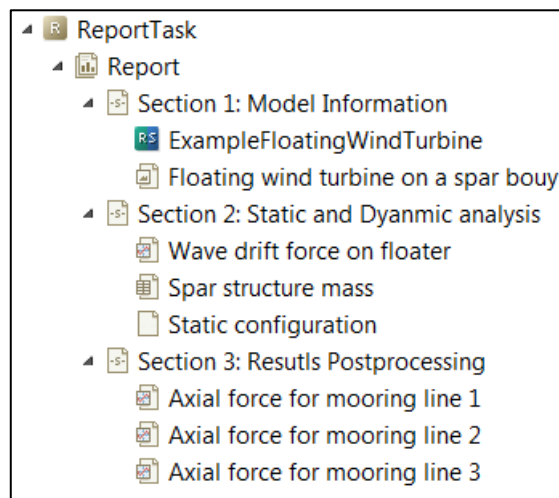 R ReportTask
Report
-S- Section 1: Model Information
RS ExampleFloatingWindTurbine
Floating wind turbine on a spar bouy
-S- Section 2: Static and Dyanmic analysis
Wave drift force on floater
Spar structure mass
Static configuration
-S- Section 3: Resutls Postprocessing
Axial force for mooring line 1
Axial force for mooring line 2
Axial force for mooring line 3